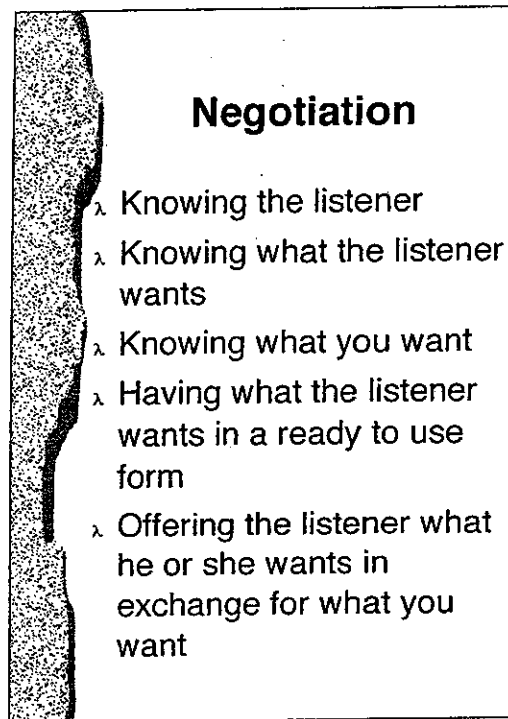 Negotiation
λ Knowing the listener
λ Knowing what the listener
wants
λ Knowing what you want
λ Having what the listener
wants in a ready to use
form
λ Offering the listener what
he or she wants in
exchange for what you
want